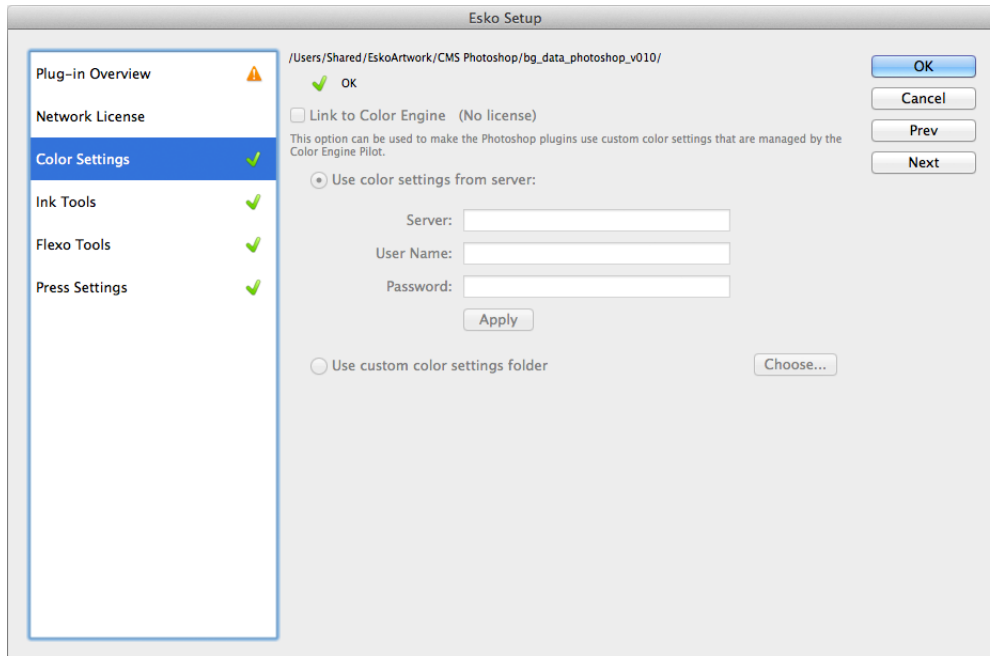 Esko Setup
Plug-in Overview
Network License
Color Settings
Ink Tools
Flexo Tools
Press Settings
/Users/Shared/EskoArtwork/CMS Photoshop/bg_data_photoshop_v010/
OK
Link to Color Engine (No license)
This option can be used to make the Photoshop plugins use custom color settings that are managed by the
Color Engine Pilot.
Use color settings from server:
Server:
User Name:
Password:
Apply
Use custom color settings folder
Choose...
OK
Cancel
Prev
Next